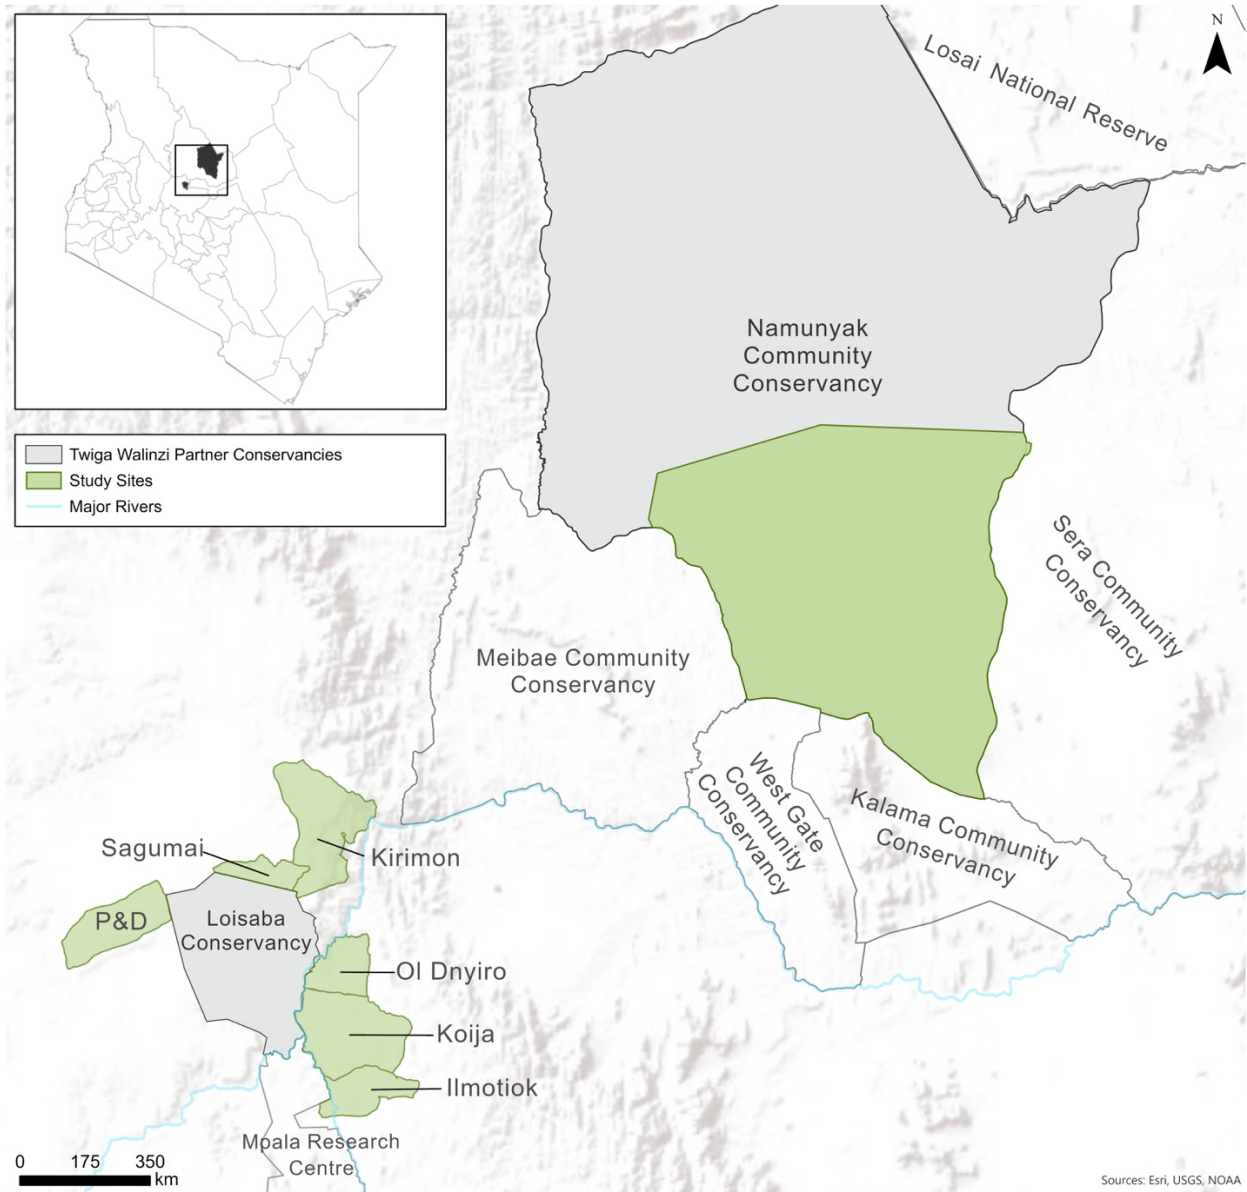 N
Losai National Reserve
Namunyak
Community
Conservancy
Twiga Walinzi Partner Conservancies
Study Sites
Major Rivers
Sera Community
Conservancy
Meibae Community
Conservancy
West Gate
Community
Conservancy
Kalama Community
Conservancy
Sagumai
Kirimon
P&D
Loisaba
Conservancy
Ol Dnyiro
Koija
Ilmotiok
Mpala Research
Centre
0 175 350
km
Sources: Esri, USGS, NOAA